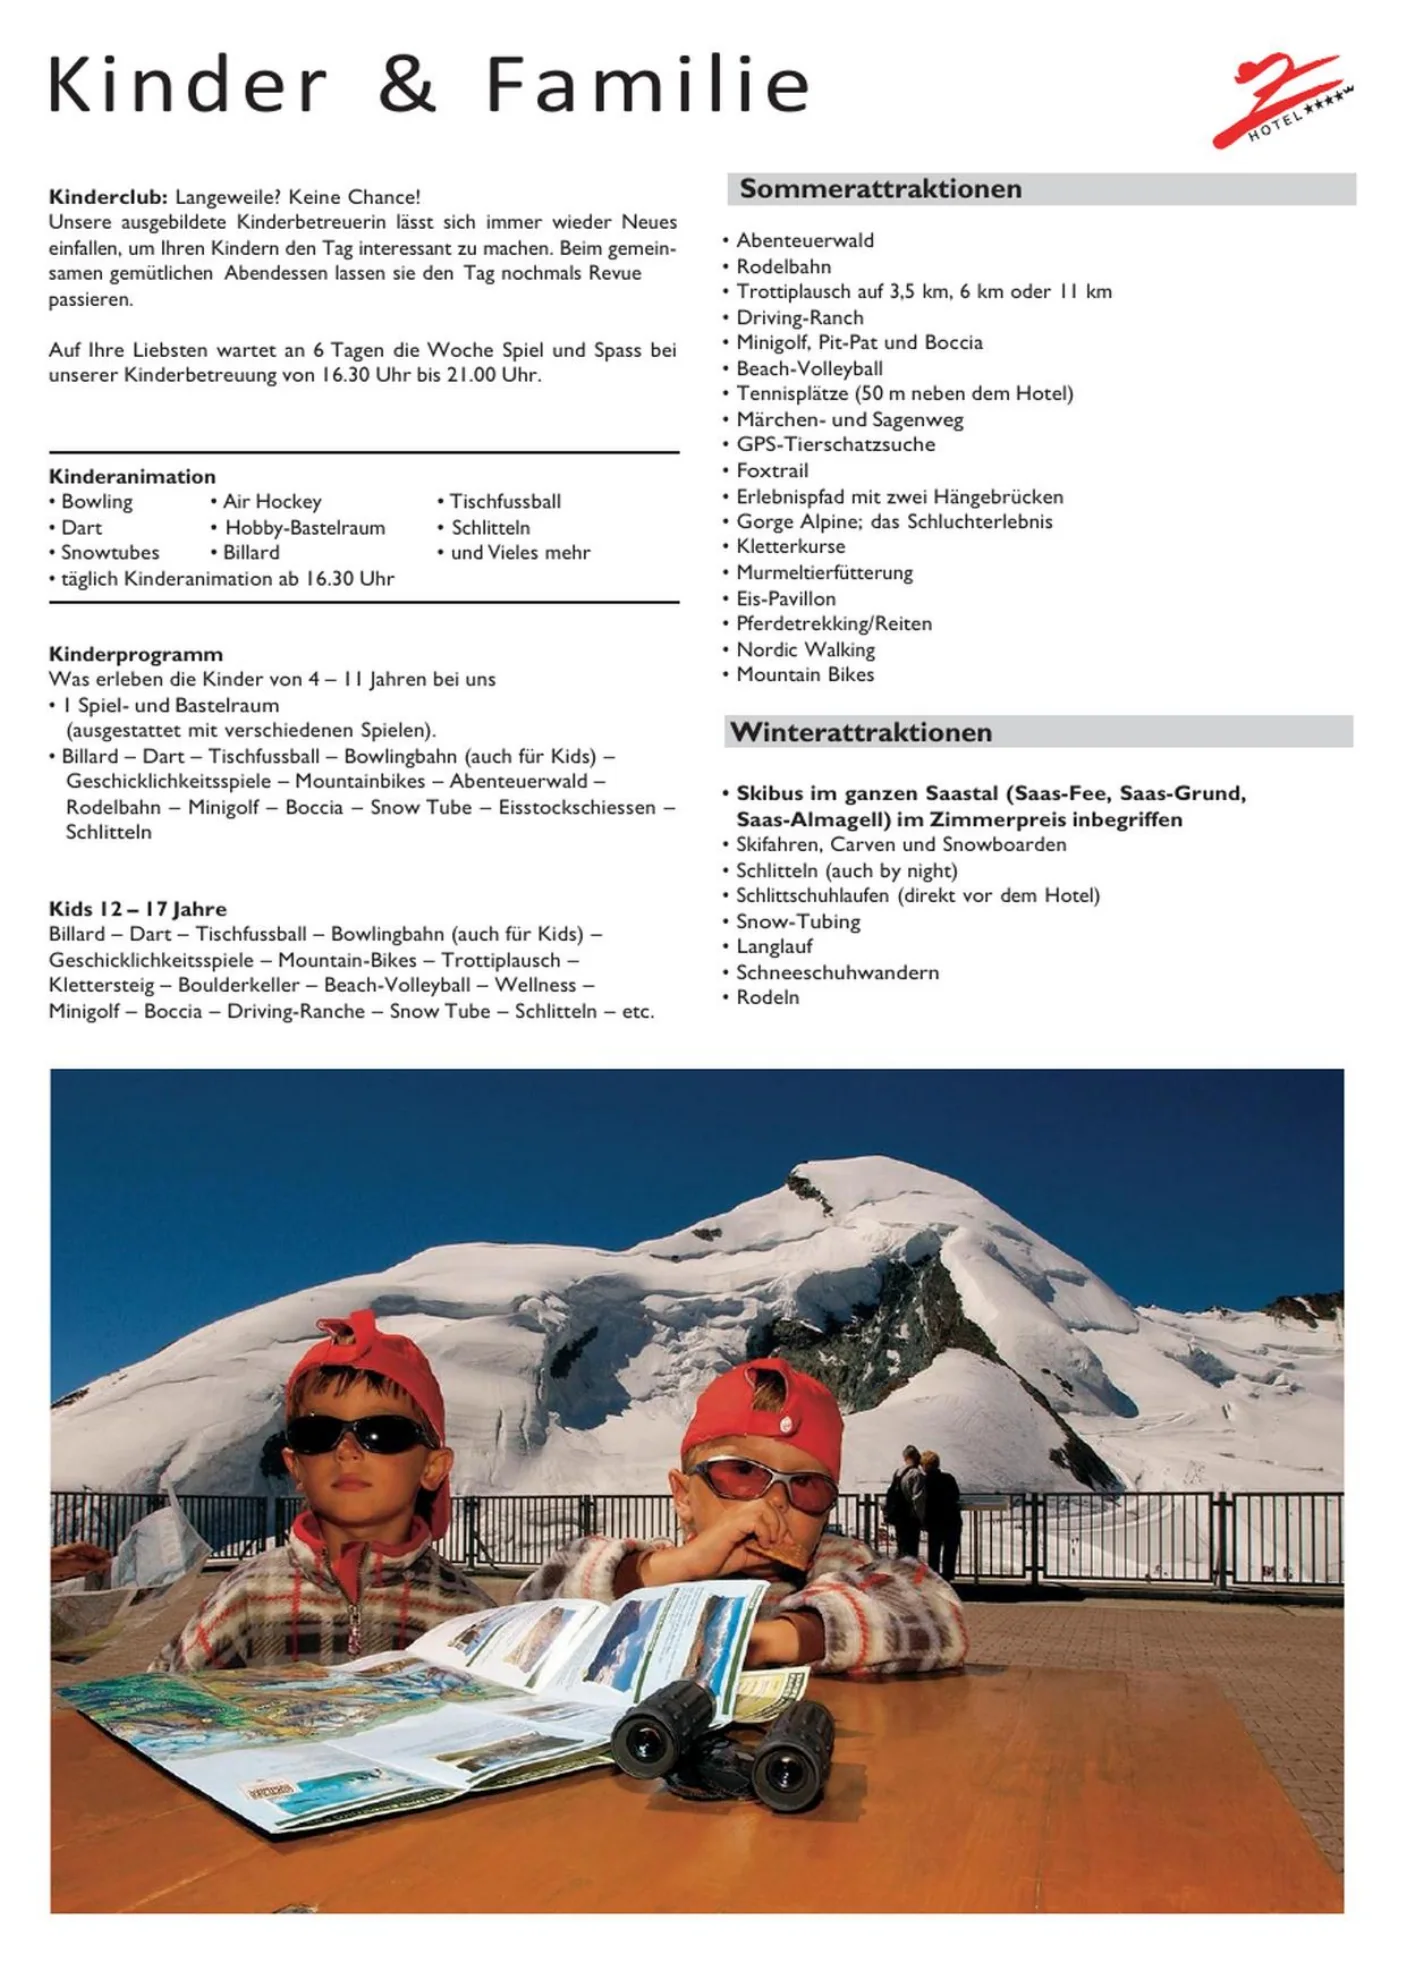 Kinder & Familie
HOTEL ★★★★w
Kinderclub: Langeweile? Keine Chance!
Unsere ausgebildete Kinderbetreuerin lässt sich immer wieder Neues
einfallen, um Ihren Kindern den Tag interessant zu machen. Beim gemein-
samen gemütlichen Abendessen lassen sie den Tag nochmals Revue
passieren.
Auf Ihre Liebsten wartet an 6 Tagen die Woche Spiel und Spass bei
unserer Kinderbetreuung von 16.30 Uhr bis 21.00 Uhr.
Kinderanimation
• Bowling • Air Hockey • Tischfussball
• Dart • Hobby-Bastelraum • Schlitteln
• Snowtubes • Billard • und Vieles mehr
• täglich Kinderanimation ab 16.30 Uhr
Kinderprogramm
Was erleben die Kinder von 4 – 11 Jahren bei uns
• 1 Spiel- und Bastelraum
(ausgestattet mit verschiedenen Spielen).
• Billard – Dart – Tischfussball – Bowlingbahn (auch für Kids) –
Geschicklichkeitsspiele – Mountainbikes – Abenteuerwald –
Rodelbahn – Minigolf – Boccia – Snow Tube – Eisstockschiessen –
Schlitteln
Kids 12 – 17 Jahre
Billard – Dart – Tischfussball – Bowlingbahn (auch für Kids) –
Geschicklichkeitsspiele – Mountain-Bikes – Trottiplausch –
Klettersteig – Boulderkeller – Beach-Volleyball – Wellness –
Minigolf – Boccia – Driving-Ranche – Snow Tube – Schlitteln – etc.
Sommerattraktionen
• Abenteuerwald
• Rodelbahn
• Trottiplausch auf 3,5 km, 6 km oder 11 km
• Driving-Ranch
• Minigolf, Pit-Pat und Boccia
• Beach-Volleyball
• Tennisplätze (50 m neben dem Hotel)
• Märchen- und Sagenweg
• GPS-Tierschatzsuche
• Foxtrail
• Erlebnispfad mit zwei Hängebrücken
• Gorge Alpine; das Schluchterlebnis
• Kletterkurse
• Murmeltierfütterung
• Eis-Pavillon
• Pferdetrekking/Reiten
• Nordic Walking
• Mountain Bikes
Winterattraktionen
• Skibus im ganzen Saastal (Saas-Fee, Saas-Grund,
Saas-Almagell) im Zimmerpreis inbegriffen
• Skifahren, Carven und Snowboarden
• Schlitteln (auch by night)
• Schlittschuhlaufen (direkt vor dem Hotel)
• Snow-Tubing
• Langlauf
• Schneeschuhwandern
• Rodeln